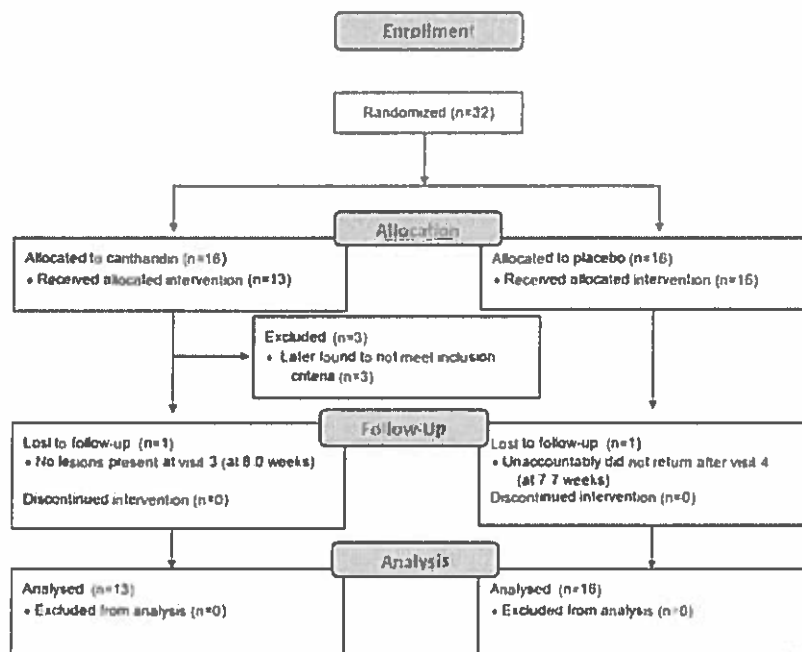 Enrollment
Randomized (n=32)
Allocation
Allocated to canthandin (n=16)
• Received allocated intervention (n=13)
Allocated to placebo (n=16)
• Received allocated intervention (n=16)
Excluded (n=3)
• Later found to not meet inclusion
criteria (n=3)
Follow-Up
Lost to follow-up (n=1)
• No lesions present at visit 3 (at 8.0 weeks)
Discontinued intervention (n=0)
Lost to follow-up (n=1)
• Unaccountably did not return after visit 4
(at 7.7 weeks)
Discontinued intervention (n=0)
Analysis
Analysed (n=13)
• Excluded from analysis (n=0)
Analysed (n=16)
• Excluded from analysis (n=0)